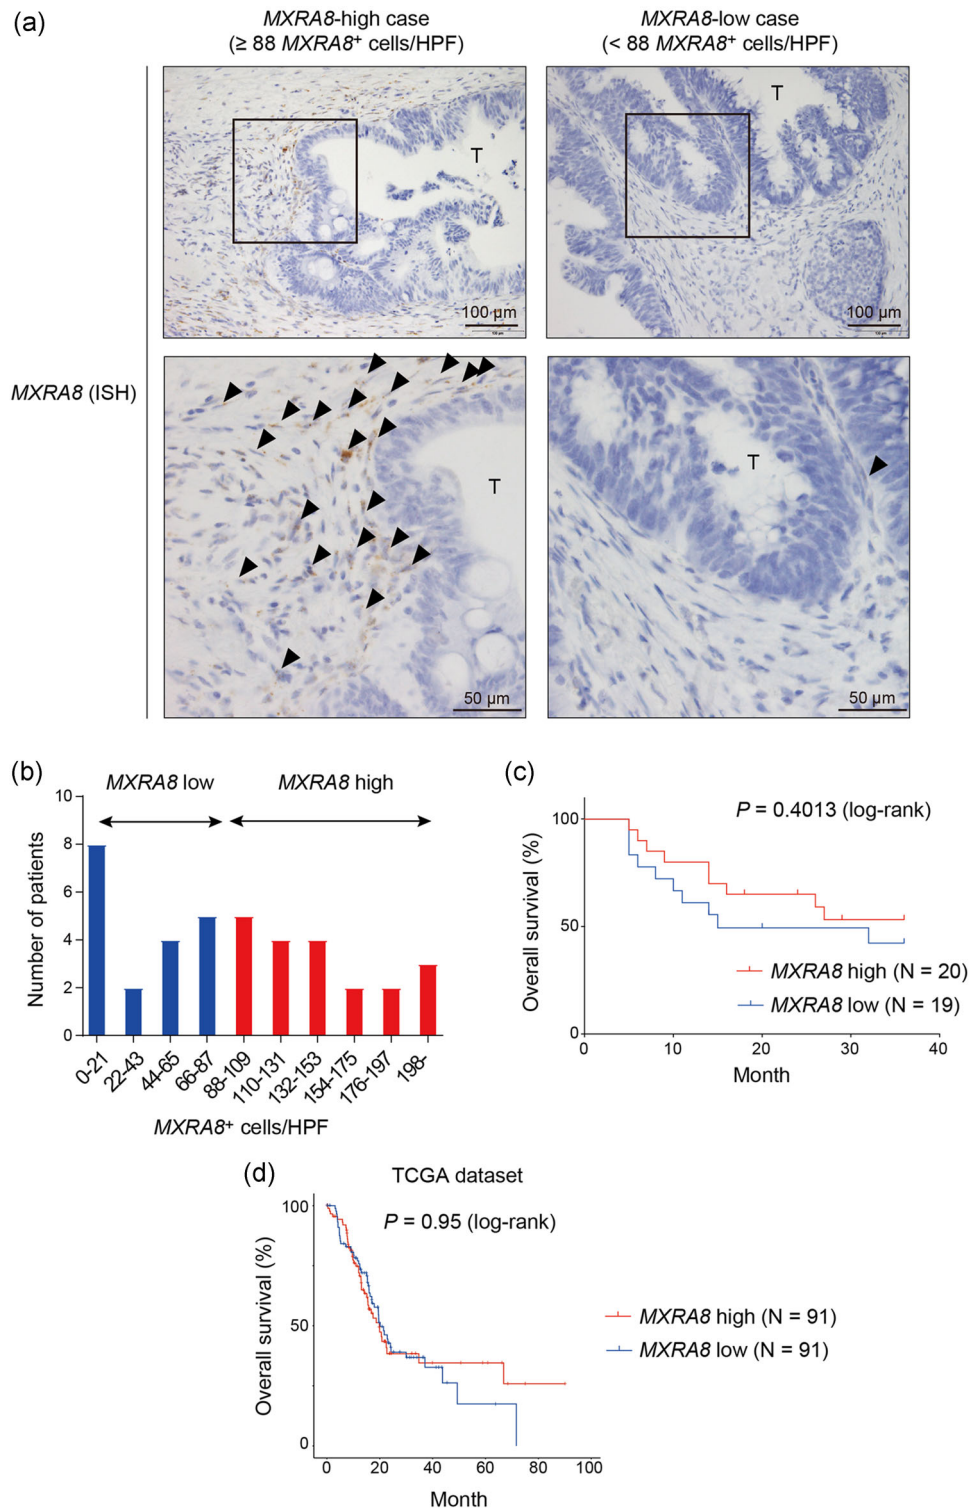 (a)
MXRA8-high case
(≥ 88 MXRA8⁺ cells/HPF)
MXRA8-low case
(< 88 MXRA8⁺ cells/HPF)
T
100 µm
T
100 µm
MXRA8 (ISH)
T
50 µm
T
50 µm
(b)
MXRA8 low
MXRA8 high
10
8
6
4
2
0
Number of patients
0-21
22-43
44-65
66-87
88-109
110-131
132-153
154-175
176-197
198-
MXRA8⁺ cells/HPF
(c)
P = 0.4013 (log-rank)
100
50
0
Overall survival (%)
MXRA8 high (N = 20)
MXRA8 low (N = 19)
0 10 20 30 40
Month
(d)
TCGA dataset
P = 0.95 (log-rank)
100
50
0
Overall survival (%)
MXRA8 high (N = 91)
MXRA8 low (N = 91)
0 20 40 60 80 100
Month